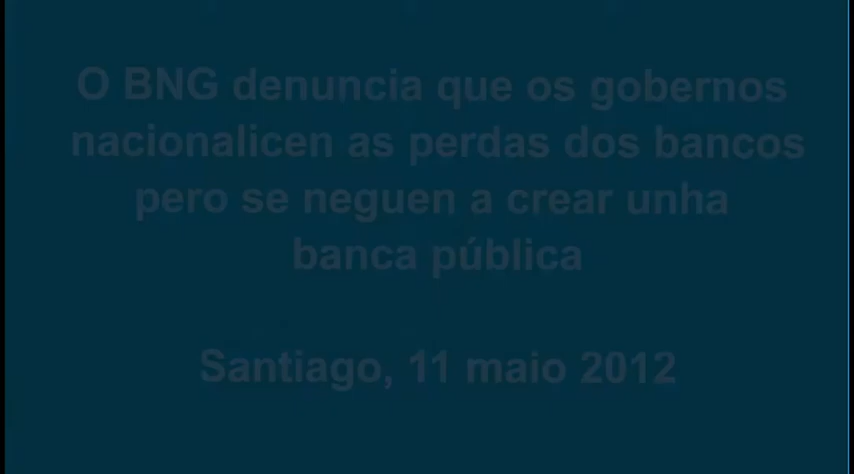 O BNG denuncia que os gobernos
nacionalicen as perdas dos bancos
pero se neguen a crear unha
banca pública
Santiago, 11 maio 2012